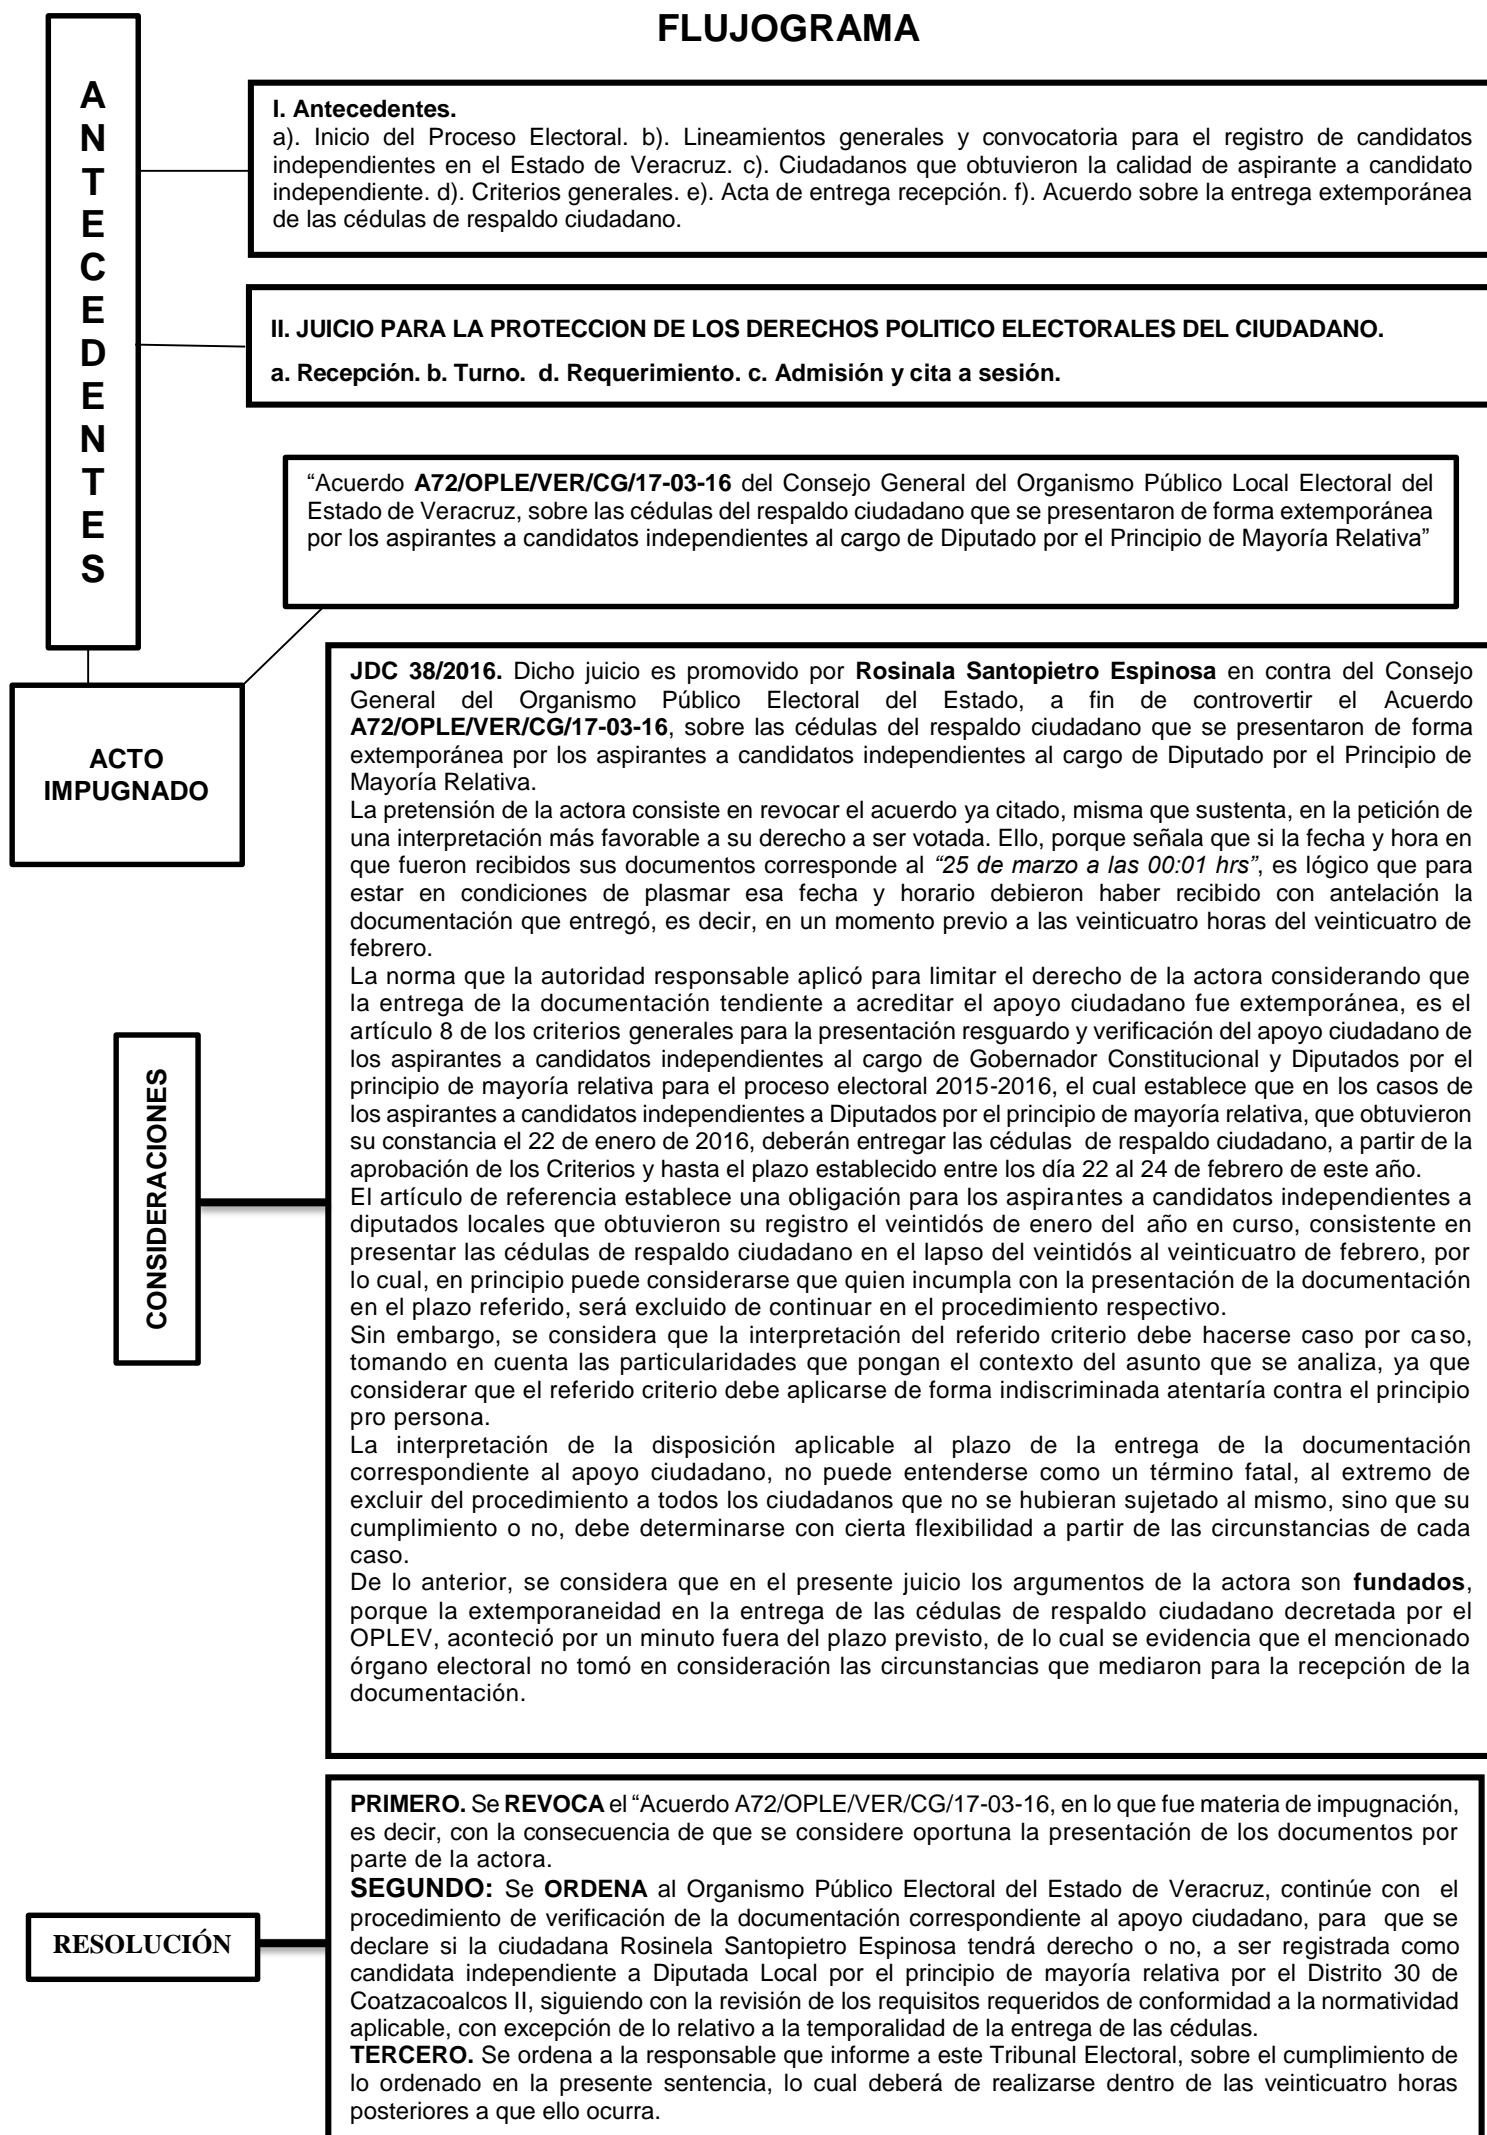 FLUJOGRAMA
A
N
T
E
C
E
D
E
N
T
E
S
I. Antecedentes.
a). Inicio del Proceso Electoral. b). Lineamientos generales y convocatoria para el registro de candidatos
independientes en el Estado de Veracruz. c). Ciudadanos que obtuvieron la calidad de aspirante a candidato
independiente. d). Criterios generales. e). Acta de entrega recepción. f). Acuerdo sobre la entrega extemporánea
de las cédulas de respaldo ciudadano.
II. JUICIO PARA LA PROTECCION DE LOS DERECHOS POLITICO ELECTORALES DEL CIUDADANO.
a. Recepción. b. Turno. d. Requerimiento. c. Admisión y cita a sesión.
“Acuerdo A72/OPLE/VER/CG/17-03-16 del Consejo General del Organismo Público Local Electoral del
Estado de Veracruz, sobre las cédulas del respaldo ciudadano que se presentaron de forma extemporánea
por los aspirantes a candidatos independientes al cargo de Diputado por el Principio de Mayoría Relativa”
ACTO
IMPUGNADO
JDC 38/2016. Dicho juicio es promovido por Rosinala Santopietro Espinosa en contra del Consejo
General del Organismo Público Electoral del Estado, a fin de controvertir el Acuerdo
A72/OPLE/VER/CG/17-03-16, sobre las cédulas del respaldo ciudadano que se presentaron de forma
extemporánea por los aspirantes a candidatos independientes al cargo de Diputado por el Principio de
Mayoría Relativa.
La pretensión de la actora consiste en revocar el acuerdo ya citado, misma que sustenta, en la petición de
una interpretación más favorable a su derecho a ser votada. Ello, porque señala que si la fecha y hora en
que fueron recibidos sus documentos corresponde al “25 de marzo a las 00:01 hrs”, es lógico que para
estar en condiciones de plasmar esa fecha y horario debieron haber recibido con antelación la
documentación que entregó, es decir, en un momento previo a las veinticuatro horas del veinticuatro de
febrero.
La norma que la autoridad responsable aplicó para limitar el derecho de la actora considerando que
la entrega de la documentación tendiente a acreditar el apoyo ciudadano fue extemporánea, es el
artículo 8 de los criterios generales para la presentación resguardo y verificación del apoyo ciudadano de
los aspirantes a candidatos independientes al cargo de Gobernador Constitucional y Diputados por el
principio de mayoría relativa para el proceso electoral 2015-2016, el cual establece que en los casos de
los aspirantes a candidatos independientes a Diputados por el principio de mayoría relativa, que obtuvieron
su constancia el 22 de enero de 2016, deberán entregar las cédulas de respaldo ciudadano, a partir de la
aprobación de los Criterios y hasta el plazo establecido entre los día 22 al 24 de febrero de este año.
El artículo de referencia establece una obligación para los aspirantes a candidatos independientes a
diputados locales que obtuvieron su registro el veintidós de enero del año en curso, consistente en
presentar las cédulas de respaldo ciudadano en el lapso del veintidós al veinticuatro de febrero, por
lo cual, en principio puede considerarse que quien incumpla con la presentación de la documentación
en el plazo referido, será excluido de continuar en el procedimiento respectivo.
Sin embargo, se considera que la interpretación del referido criterio debe hacerse caso por caso,
tomando en cuenta las particularidades que pongan el contexto del asunto que se analiza, ya que
considerar que el referido criterio debe aplicarse de forma indiscriminada atentaría contra el principio
pro persona.
La interpretación de la disposición aplicable al plazo de la entrega de la documentación
correspondiente al apoyo ciudadano, no puede entenderse como un término fatal, al extremo de
excluir del procedimiento a todos los ciudadanos que no se hubieran sujetado al mismo, sino que su
cumplimiento o no, debe determinarse con cierta flexibilidad a partir de las circunstancias de cada
caso.
De lo anterior, se considera que en el presente juicio los argumentos de la actora son fundados,
porque la extemporaneidad en la entrega de las cédulas de respaldo ciudadano decretada por el
OPLEV, aconteció por un minuto fuera del plazo previsto, de lo cual se evidencia que el mencionado
órgano electoral no tomó en consideración las circunstancias que mediaron para la recepción de la
documentación.
CONSIDERACIONES
PRIMERO. Se REVOCA el “Acuerdo A72/OPLE/VER/CG/17-03-16, en lo que fue materia de impugnación,
es decir, con la consecuencia de que se considere oportuna la presentación de los documentos por
parte de la actora.
SEGUNDO: Se ORDENA al Organismo Público Electoral del Estado de Veracruz, continúe con el
procedimiento de verificación de la documentación correspondiente al apoyo ciudadano, para que se
declare si la ciudadana Rosinela Santopietro Espinosa tendrá derecho o no, a ser registrada como
candidata independiente a Diputada Local por el principio de mayoría relativa por el Distrito 30 de
Coatzacoalcos II, siguiendo con la revisión de los requisitos requeridos de conformidad a la normatividad
aplicable, con excepción de lo relativo a la temporalidad de la entrega de las cédulas.
TERCERO. Se ordena a la responsable que informe a este Tribunal Electoral, sobre el cumplimiento de
lo ordenado en la presente sentencia, lo cual deberá de realizarse dentro de las veinticuatro horas
posteriores a que ello ocurra.
RESOLUCIÓN